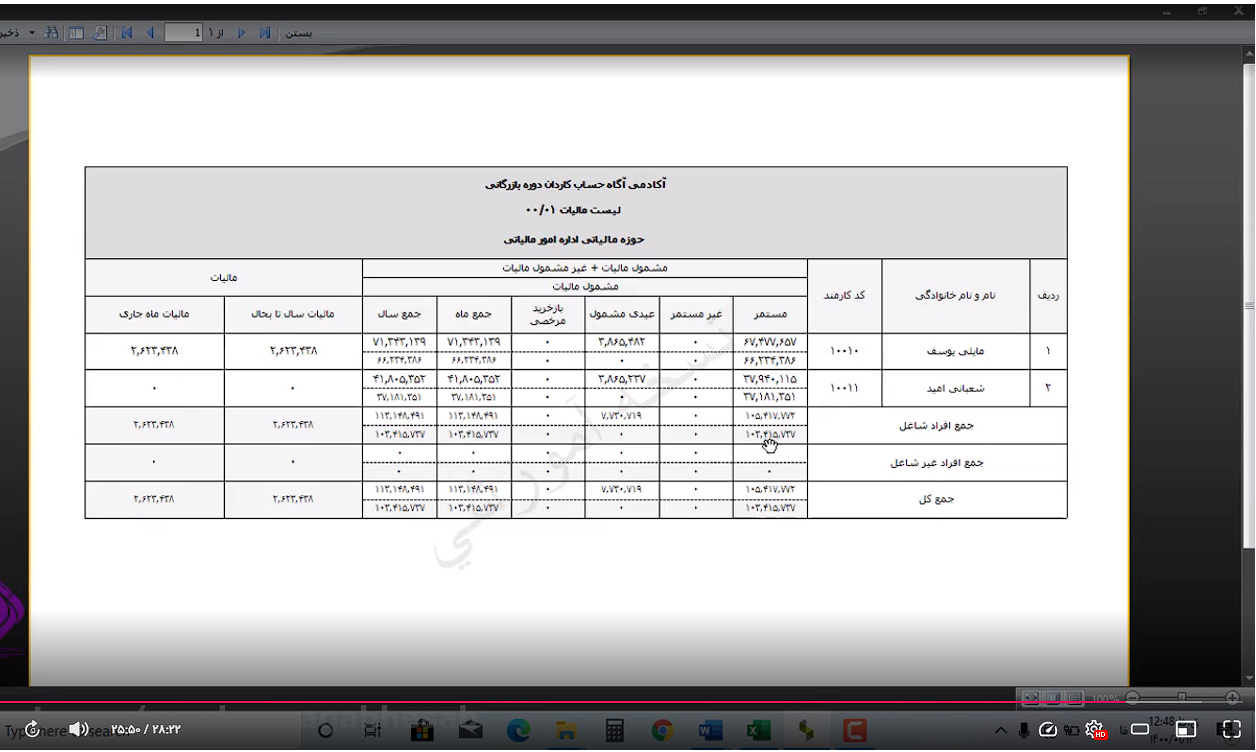 بستن
از ۱
1
ذخیر
آکادمی آگاه حساب کاردان دوره بازرگانی
لیست مالیات ۰۰/۰۱
حوزه مالیاتی اداره امور مالیاتی
ردیف نام و نام خانوادگی کد کارمند مشمول مالیات + غیر مشمول مالیات مالیات
مشمول مالیات
مستمر غیر مستمر عیدی مشمول بازخرید مرخصی جمع ماه جمع سال مالیات سال تا بحال مالیات ماه جاری
۱ مایلی یوسف ۱۰۰۱۰ ۶۷,۴۷۷,۶۵۷ ۰ ۳,۸۶۵,۴۸۲ ۰ ۷۱,۳۴۳,۱۳۹ ۷۱,۳۴۳,۱۳۹ ۲,۶۲۳,۴۳۸ ۲,۶۲۳,۴۳۸
۶۶,۲۳۴,۳۸۶ ۰ ۰ ۰ ۶۶,۲۳۴,۳۸۶ ۶۶,۲۳۴,۳۸۶
۲ شعبانی امید ۱۰۰۱۱ ۳۷,۹۴۰,۱۱۵ ۰ ۳,۸۶۵,۲۳۷ ۰ ۴۱,۸۰۵,۳۵۲ ۴۱,۸۰۵,۳۵۲ ۰ ۰
۳۷,۱۸۱,۳۵۱ ۰ ۰ ۰ ۳۷,۱۸۱,۳۵۱ ۳۷,۱۸۱,۳۵۱
جمع افراد شاغل ۱۰۵,۴۱۷,۷۷۲ ۰ ۷,۷۳۰,۷۱۹ ۰ ۱۱۳,۱۴۸,۴۹۱ ۱۱۳,۱۴۸,۴۹۱ ۲,۶۲۳,۴۳۸ ۲,۶۲۳,۴۳۸
۱۰۳,۴۱۵,۷۳۷ ۰ ۰ ۰ ۱۰۳,۴۱۵,۷۳۷ ۱۰۳,۴۱۵,۷۳۷
جمع افراد غیر شاغل ۰ ۰ ۰ ۰ ۰ ۰ ۰ ۰
۰ ۰ ۰ ۰ ۰ ۰
جمع کل ۱۰۵,۴۱۷,۷۷۲ ۰ ۷,۷۳۰,۷۱۹ ۰ ۱۱۳,۱۴۸,۴۹۱ ۱۱۳,۱۴۸,۴۹۱ ۲,۶۲۳,۴۳۸ ۲,۶۲۳,۴۳۸
۱۰۳,۴۱۵,۷۳۷ ۰ ۰ ۰ ۱۰۳,۴۱۵,۷۳۷ ۱۰۳,۴۱۵,۷۳۷
نسخه آموزشي
100%
۲۵:۵۰ / ۲۸:۲۲
HD
فا
12:48